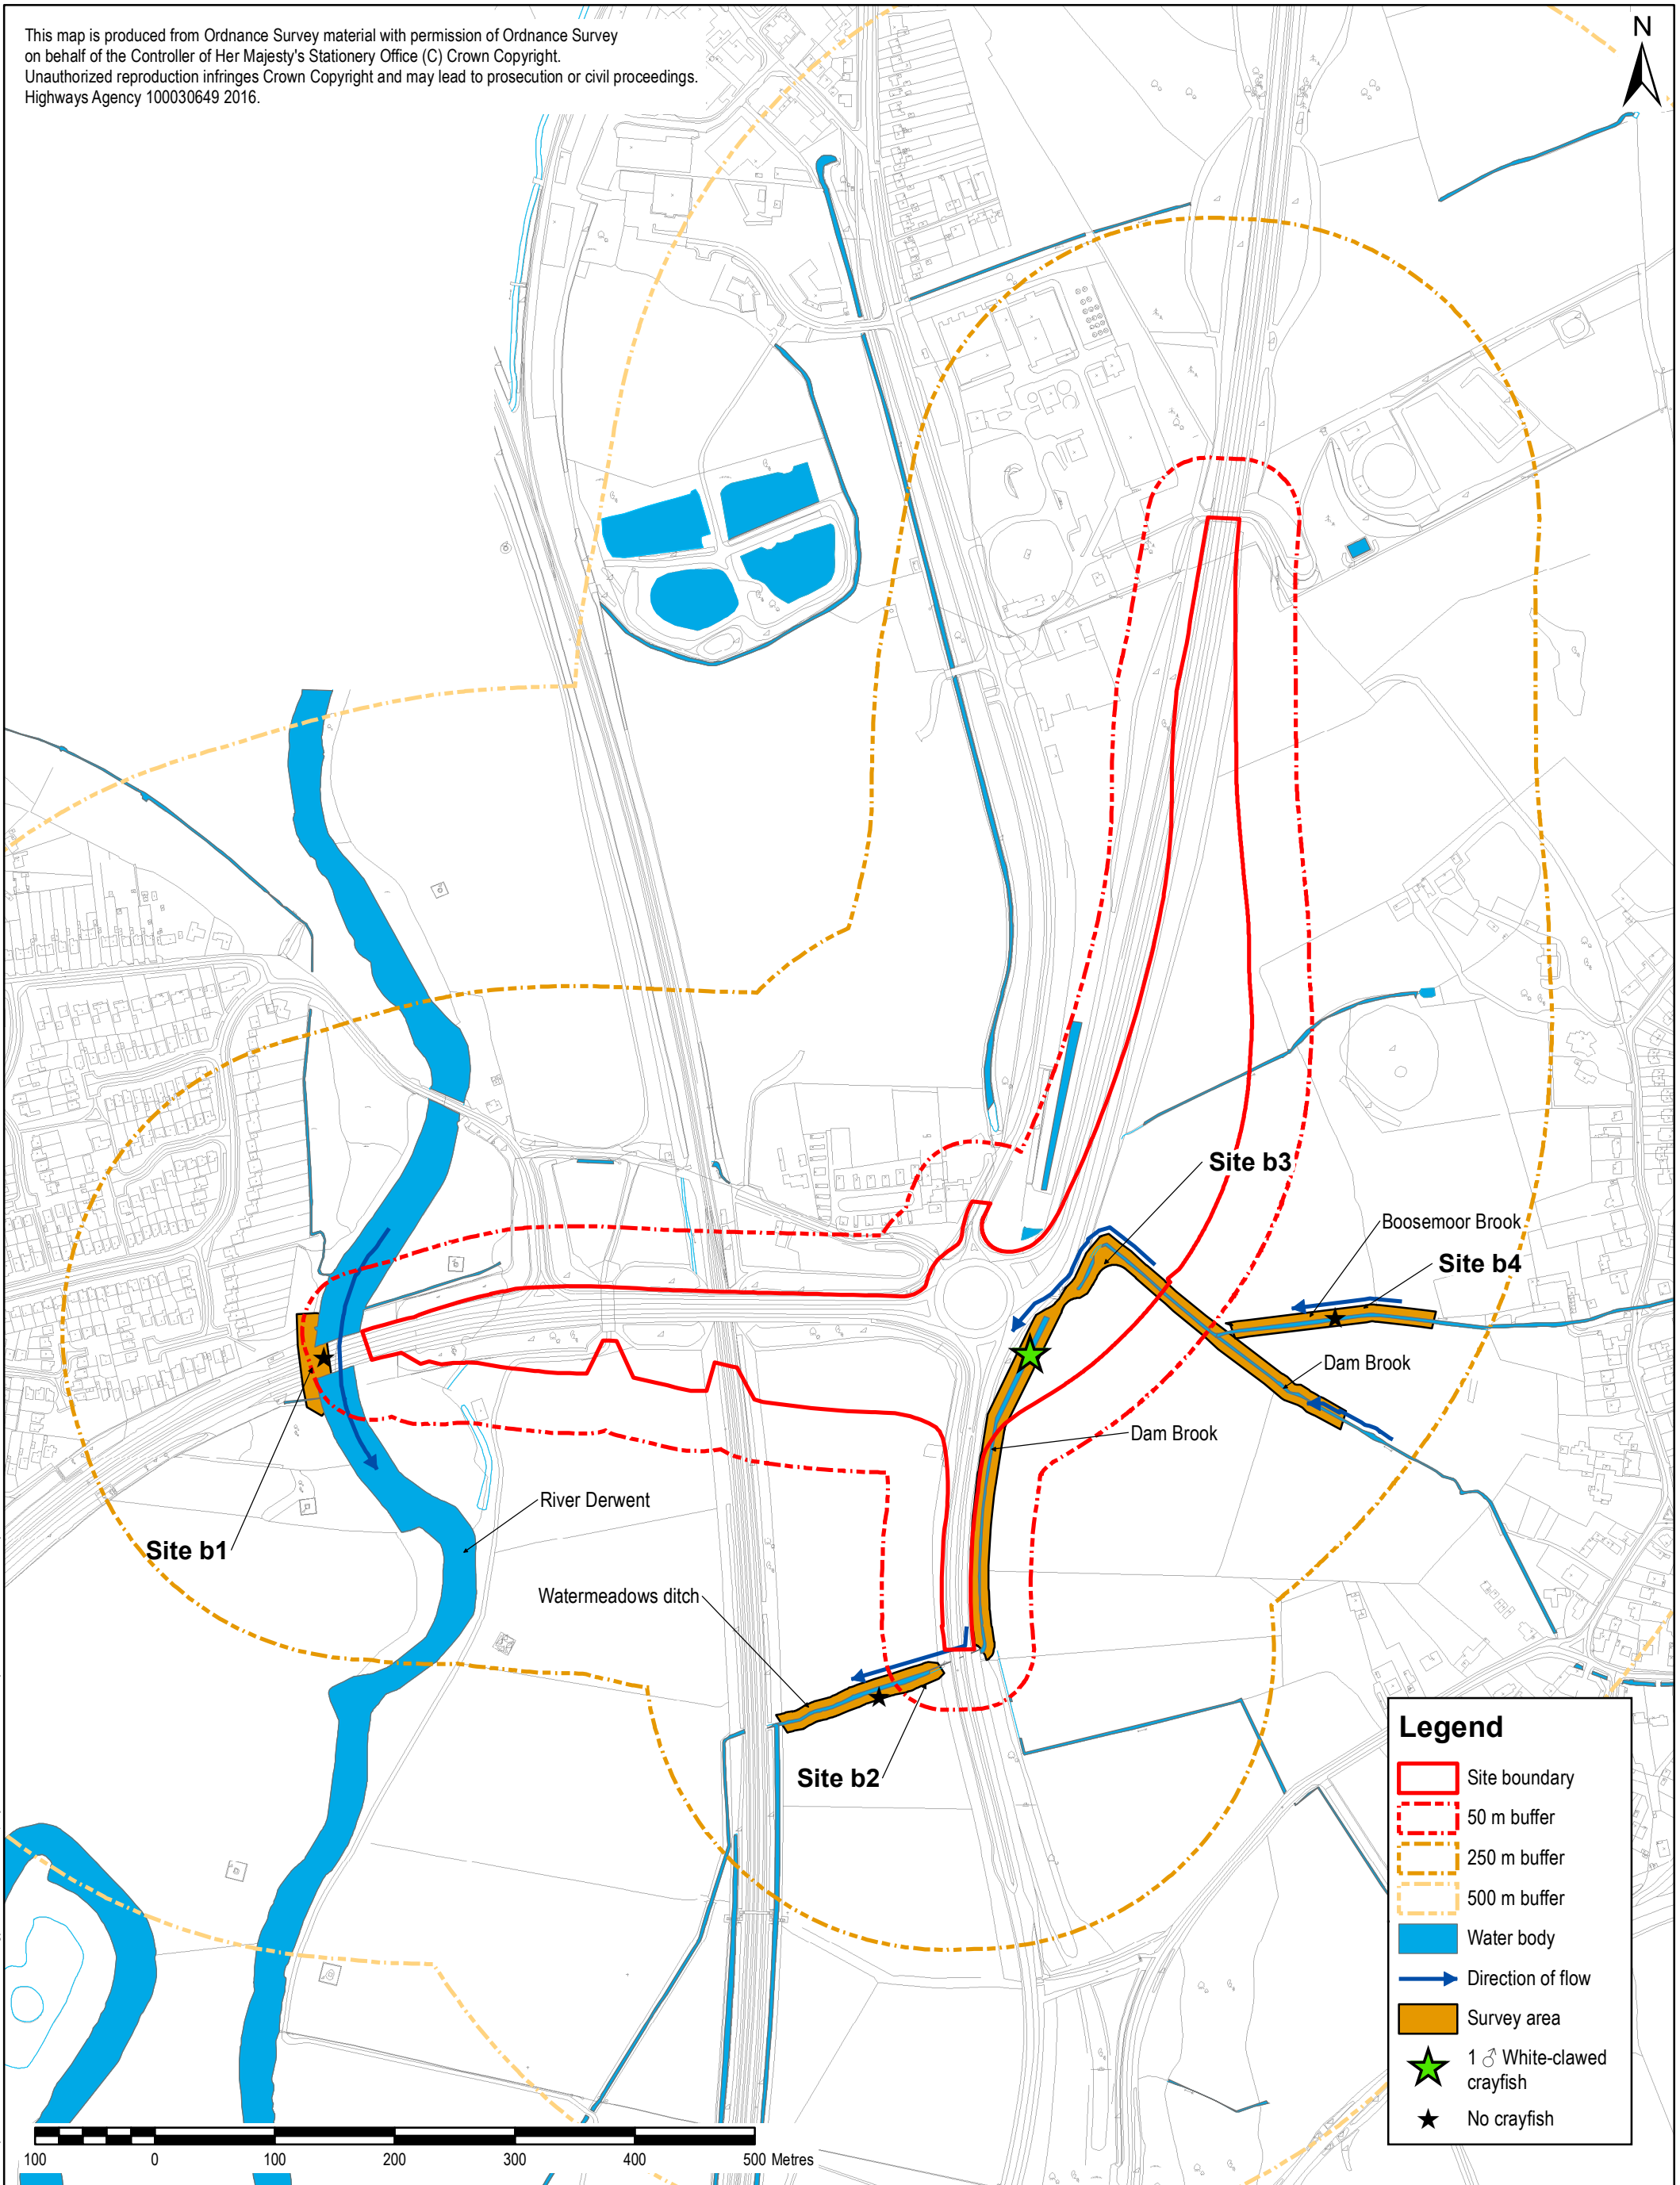 This map is produced from Ordnance Survey material with permission of Ordnance Survey
on behalf of the Controller of Her Majesty's Stationery Office (C) Crown Copyright.
Unauthorized reproduction infringes Crown Copyright and may lead to prosecution or civil proceedings.
Highways Agency 100030649 2016.
N
Site b3
Boosemoor Brook
Site b4
Dam Brook
Dam Brook
River Derwent
Site b1
Watermeadows ditch
Site b2
Legend
Site boundary
50 m buffer
250 m buffer
500 m buffer
Water body
Direction of flow
Survey area
1 ♂ White-clawed
crayfish
No crayfish
100 0 100 200 300 400 500 Metres